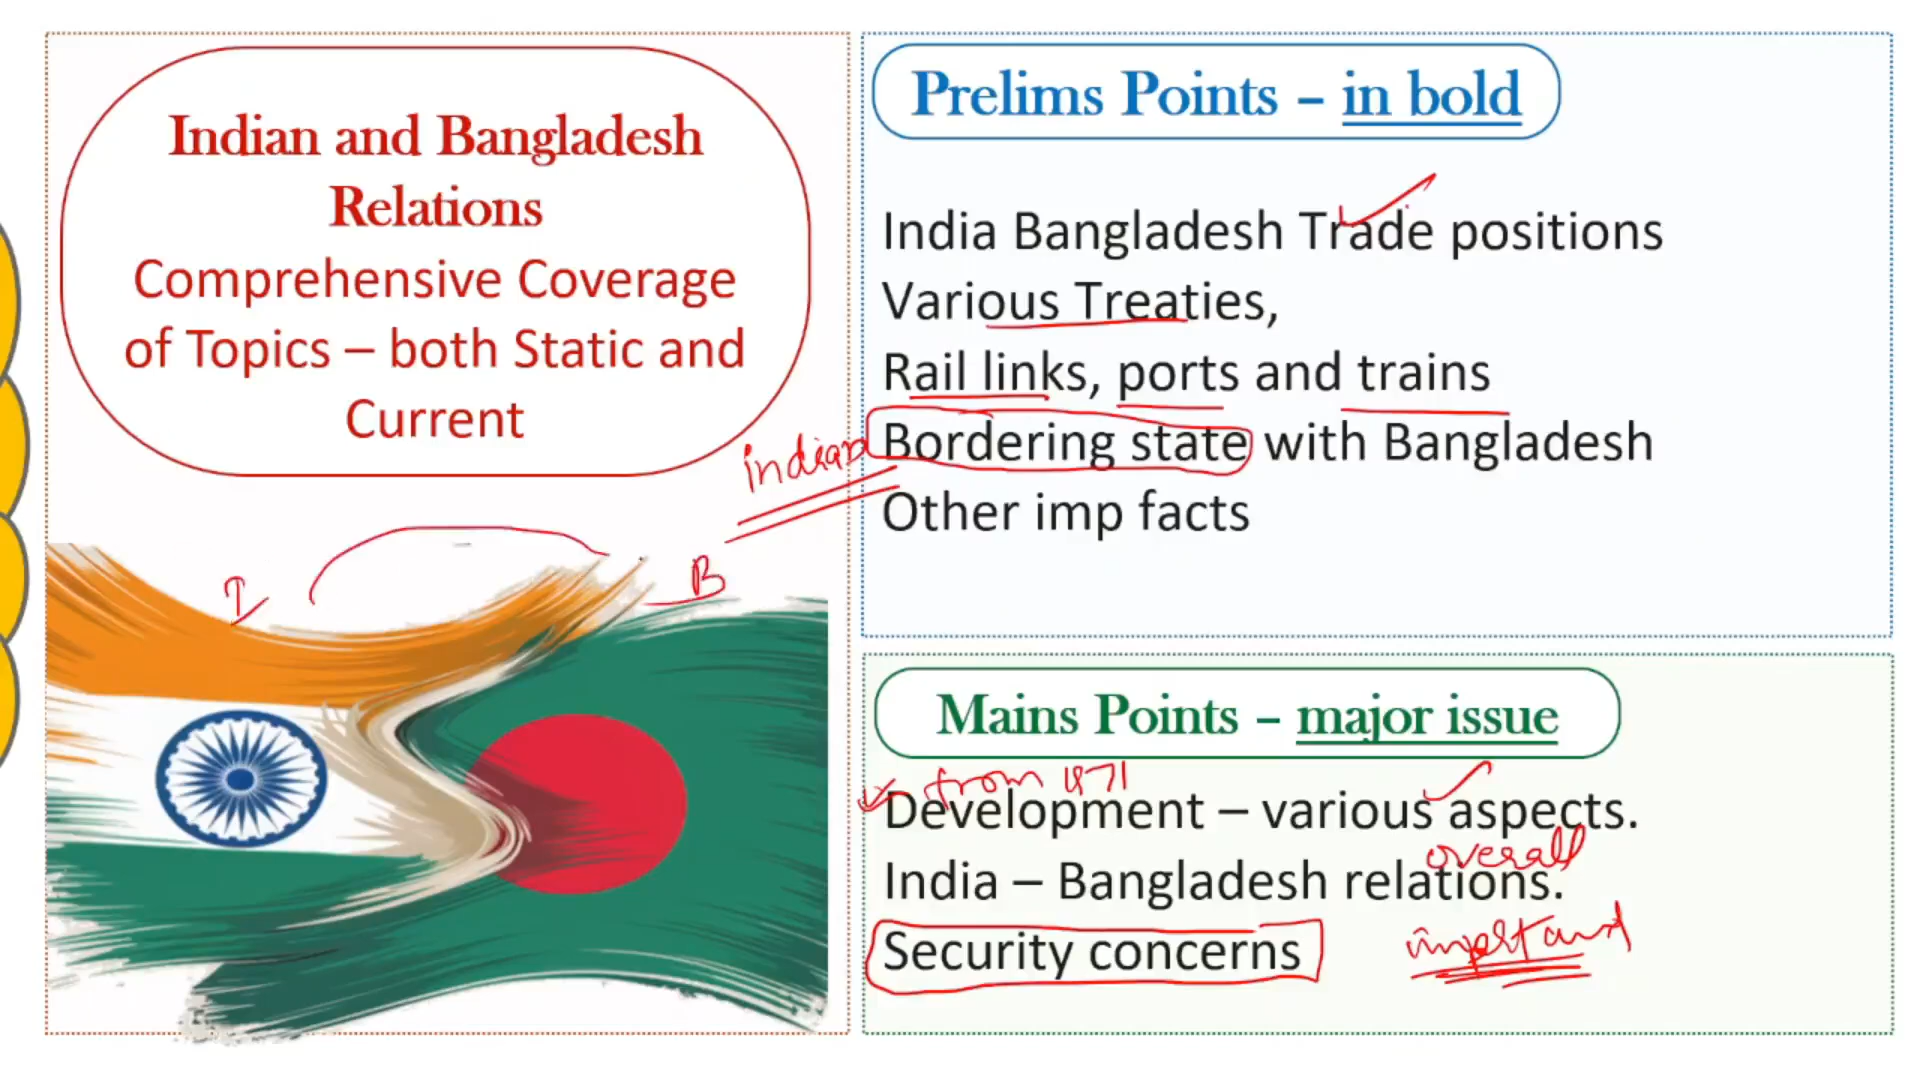 Indian and Bangladesh
Relations
Comprehensive Coverage
of Topics – both Static and
Current
I
B
Prelims Points – in bold
India Bangladesh Trade positions
Various Treaties,
Rail links, ports and trains
indian
Bordering state with Bangladesh
Other imp facts
Mains Points – major issue
from 1971
Development – various aspects.
overall
India – Bangladesh relations.
Security concerns
important